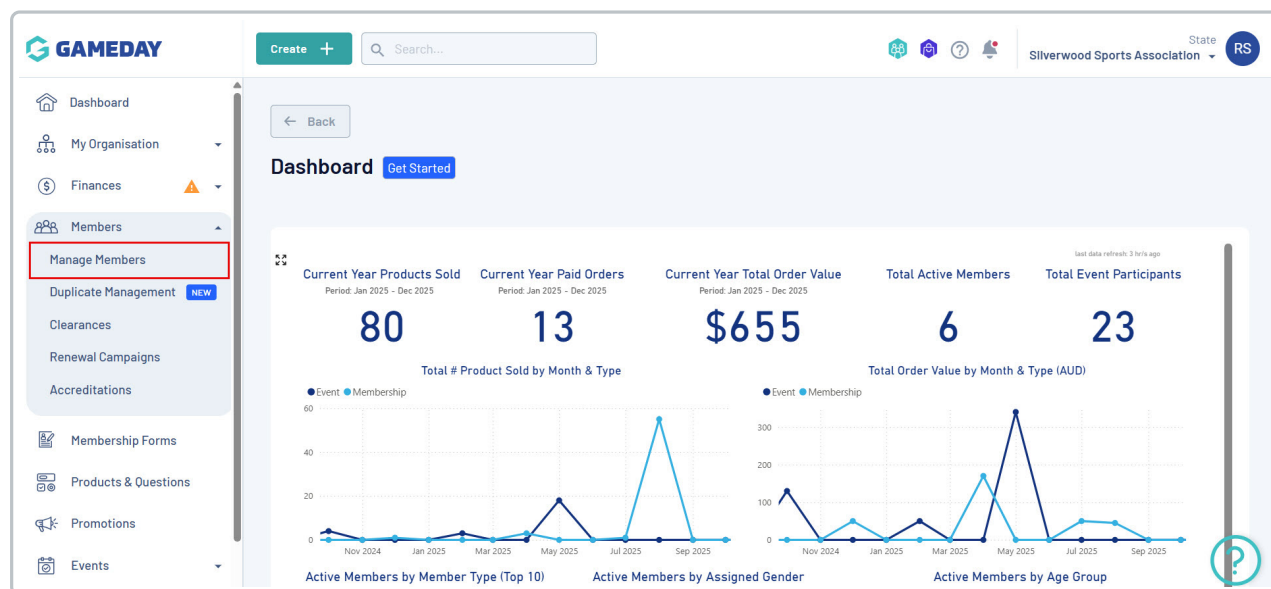 GAMEDAY
Create +
Search...
State
Silverwood Sports Association
RS
Dashboard
My Organisation
Finances
Members
Manage Members
Duplicate Management NEW
Clearances
Renewal Campaigns
Accreditations
Membership Forms
Products & Questions
Promotions
Events
← Back
Dashboard Get Started
last data refresh: 3 hr/s ago
Current Year Products Sold
Period: Jan 2025 - Dec 2025
80
Current Year Paid Orders
Period: Jan 2025 - Dec 2025
13
Current Year Total Order Value
Period: Jan 2025 - Dec 2025
$655
Total Active Members
6
Total Event Participants
23
Total # Product Sold by Month & Type
Event Membership
60
40
20
0
Nov 2024 Jan 2025 Mar 2025 May 2025 Jul 2025 Sep 2025
Total Order Value by Month & Type (AUD)
Event Membership
300
200
100
0
Nov 2024 Jan 2025 Mar 2025 May 2025 Jul 2025 Sep 2025
Active Members by Member Type (Top 10)
Active Members by Assigned Gender
Active Members by Age Group
?